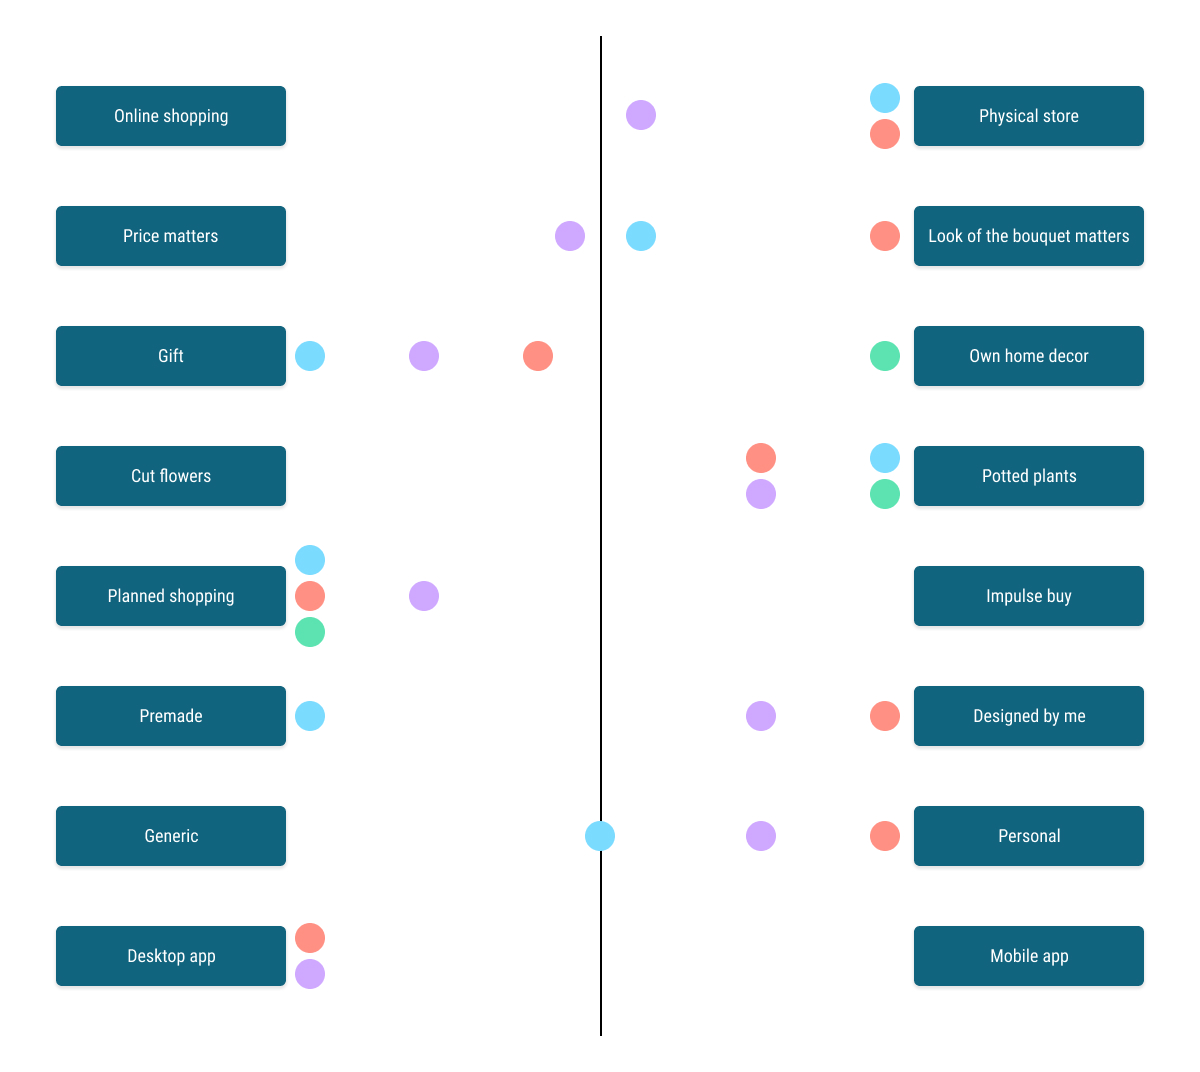 Online shopping
Physical store
Price matters
Look of the bouquet matters
Gift
Own home decor
Cut flowers
Potted plants
Planned shopping
Impulse buy
Premade
Designed by me
Generic
Personal
Desktop app
Mobile app